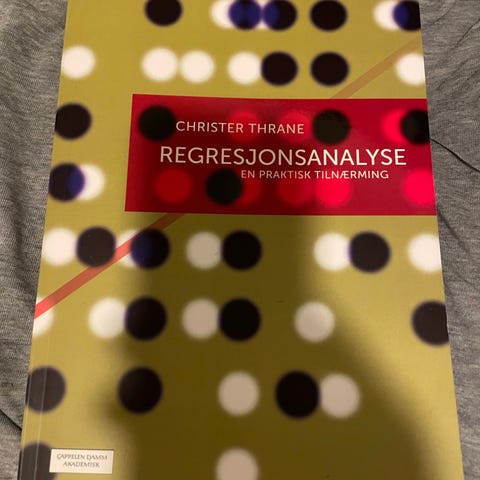 CHRISTER THRANE
REGRESJONSANALYSE
EN PRAKTISK TILNÆRMING
CAPPELEN DAMM
AKADEMISK